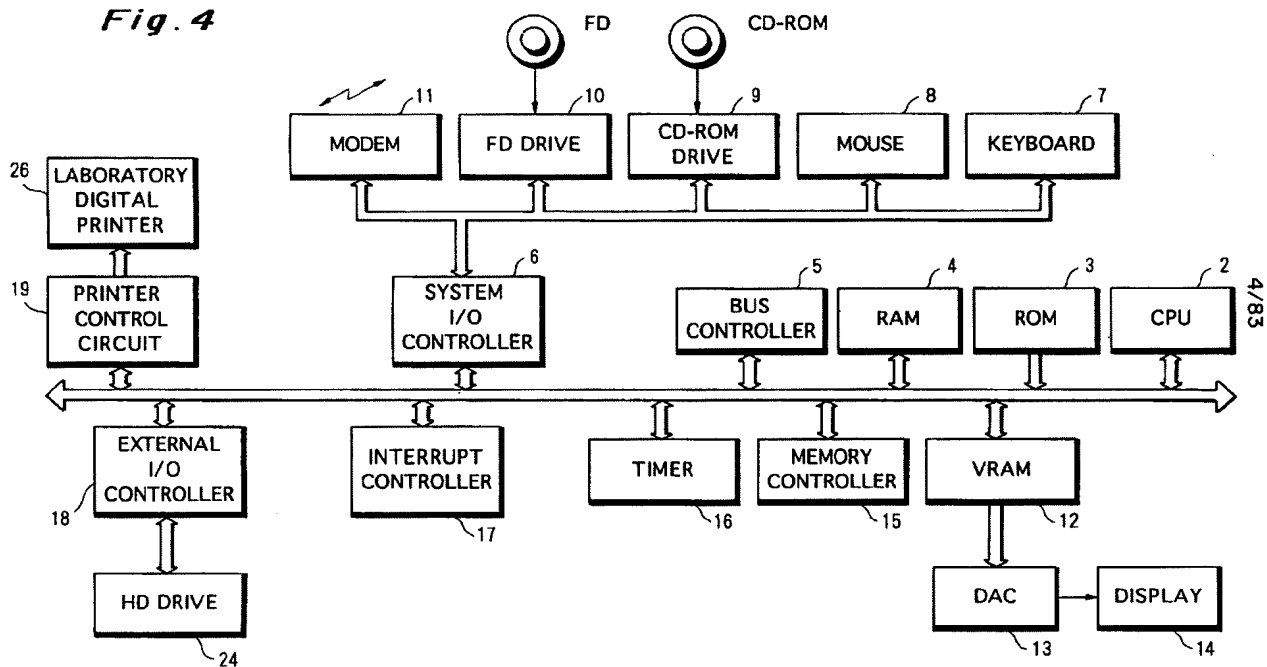 Fig. 4
FD
CD-ROM
11
10
9
8
7
MODEM
FD DRIVE
CD-ROM
DRIVE
MOUSE
KEYBOARD
26
LABORATORY
DIGITAL
PRINTER
19
PRINTER
CONTROL
CIRCUIT
6
SYSTEM
I/O
CONTROLLER
5
BUS
CONTROLLER
4
RAM
3
ROM
2
CPU
4/83
EXTERNAL
I/O
CONTROLLER
18
INTERRUPT
CONTROLLER
17
TIMER
16
MEMORY
CONTROLLER
15
VRAM
12
HD DRIVE
24
DAC
13
DISPLAY
14